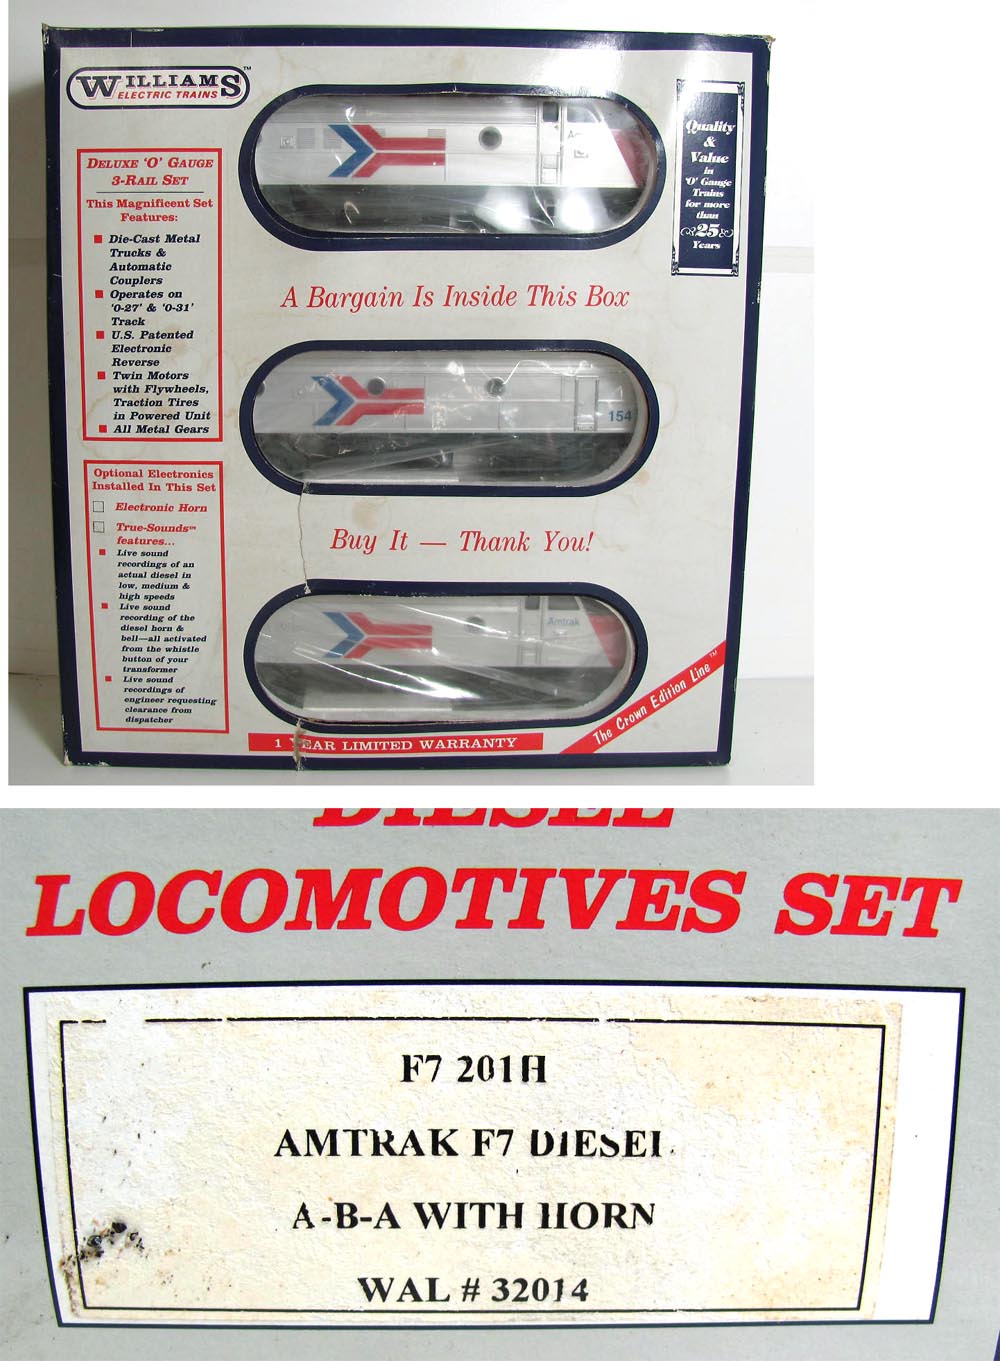 WILLIAMS™
ELECTRIC TRAINS
DELUXE 'O' GAUGE
3-RAIL SET
This Magnificent Set
Features:
Die-Cast Metal
Trucks &
Automatic
Couplers
Operates on
'0-27' & '0-31'
Track
U.S. Patented
Electronic
Reverse
Twin Motors
with Flywheels,
Traction Tires
in Powered Unit
All Metal Gears
Optional Electronics
Installed In This Set
Electronic Horn
True-Sounds™
features...
Live sound
recordings of an
actual diesel in
low, medium &
high speeds
Live sound
recording of the
diesel horn &
bell—all activated
from the whistle
button of your
transformer
Live sound
recordings of
engineer requesting
clearance from
dispatcher
Quality
&
Value
in
'O' Gauge
Trains
for more
than
25
Years
A Bargain Is Inside This Box
154
Buy It — Thank You!
Amtrak
The Crown Edition Line™
1 YEAR LIMITED WARRANTY
DIESEL
LOCOMOTIVES SET
F7 201H
AMTRAK F7 DIESEL
A-B-A WITH HORN
WAL # 32014